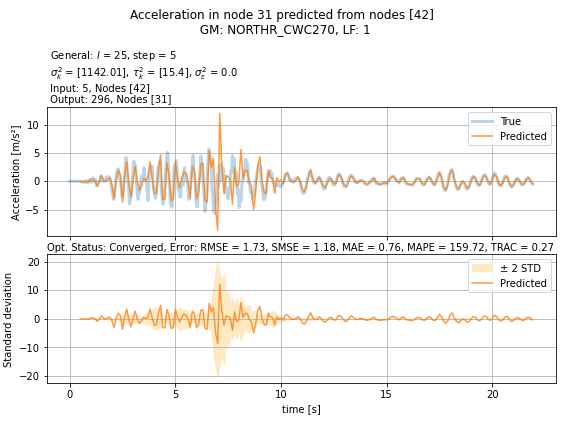 Acceleration in node 31 predicted from nodes [42]
GM: NORTHR_CWC270, LF: 1
General: l = 25, step = 5
σ²ₖ = [1142.01], τ²ₖ = [15.4], σ²ε = 0.0
Input: 5, Nodes [42]
Output: 296, Nodes [31]
Acceleration [m/s²]
10
5
0
−5
True
Predicted
Opt. Status: Converged, Error: RMSE = 1.73, SMSE = 1.18, MAE = 0.76, MAPE = 159.72, TRAC = 0.27
Standard deviation
20
10
0
−10
−20
± 2 STD
Predicted
0 5 10 15 20
time [s]